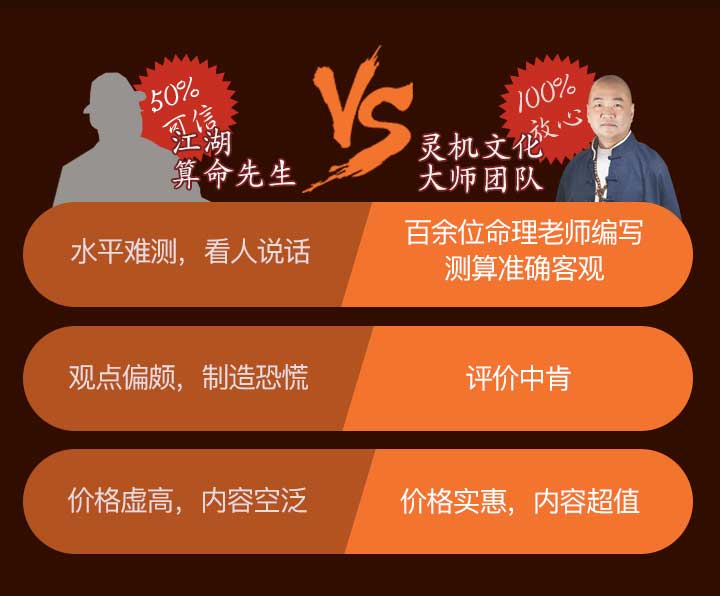 50%
可信
江湖
算命先生
VS
100%
放心
灵机文化
大师团队
水平难测，看人说话
百余位命理老师编写
测算准确客观
观点偏颇，制造恐慌
评价中肯
价格虚高，内容空泛
价格实惠，内容超值